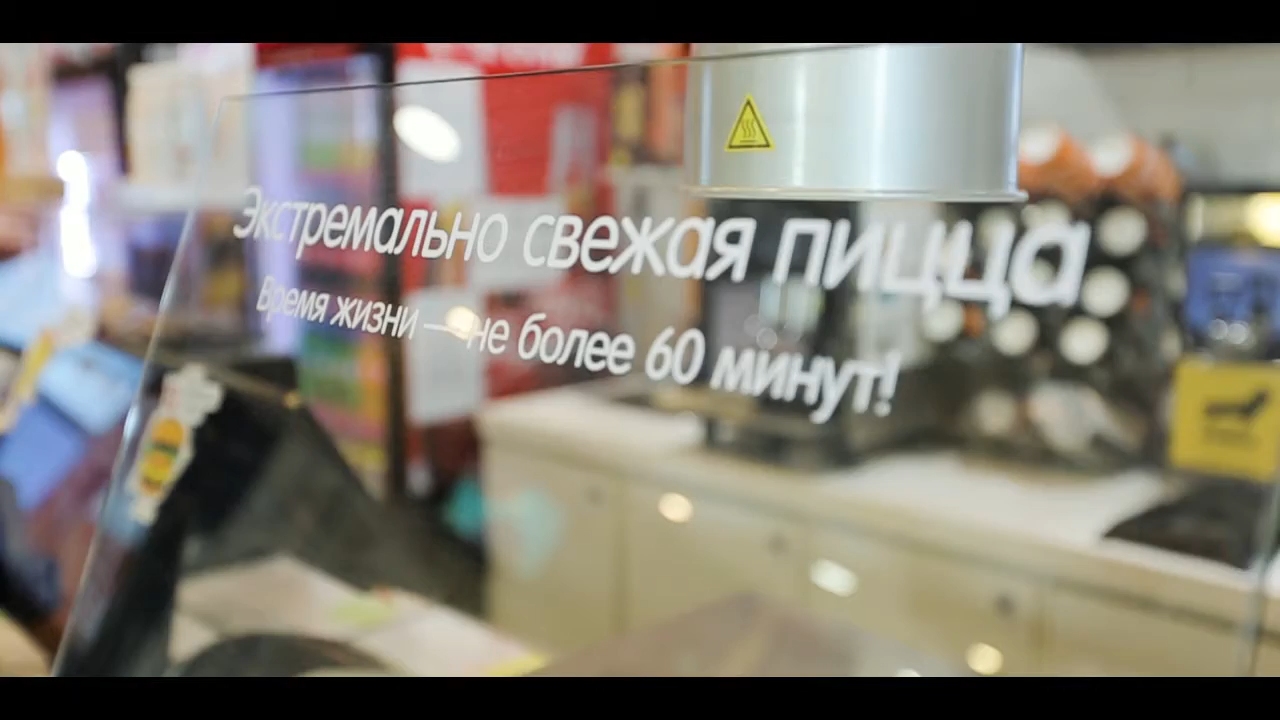 Экстремально свежая пицца
Время жизни — не более 60 минут!